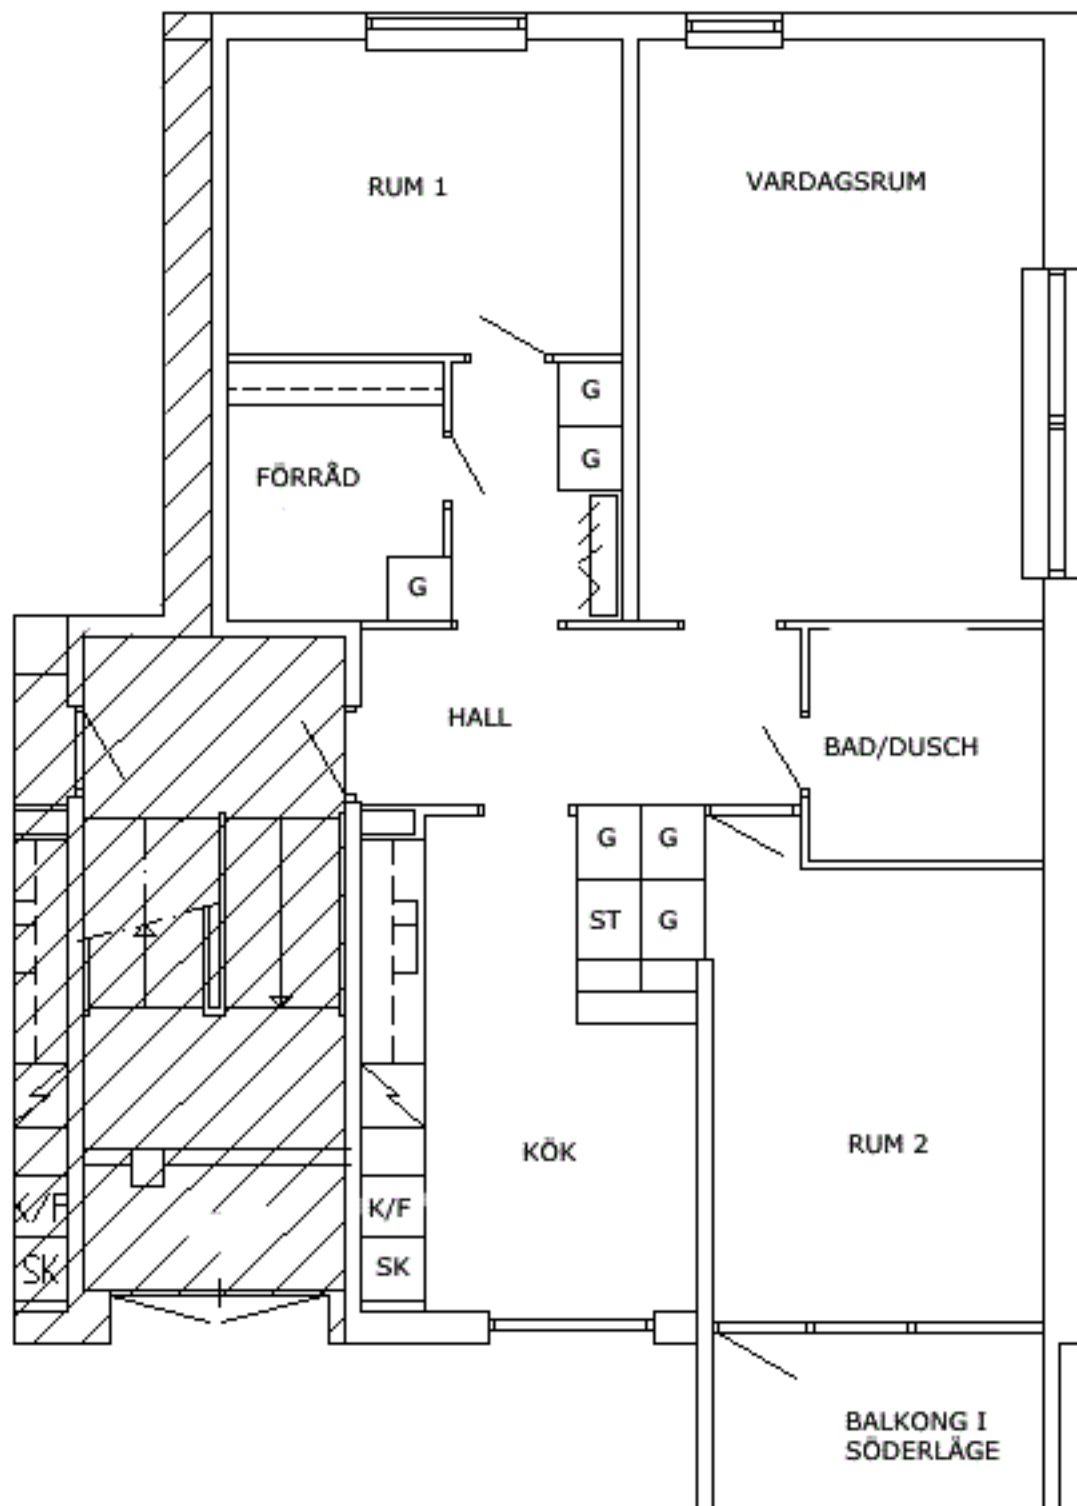 RUM 1
VARDAGSRUM
G
G
FÖRRÅD
G
HALL
BAD/DUSCH
G G
ST G
KÖK
RUM 2
K/F K/F
SK SK
BALKONG I
SÖDERLÄGE